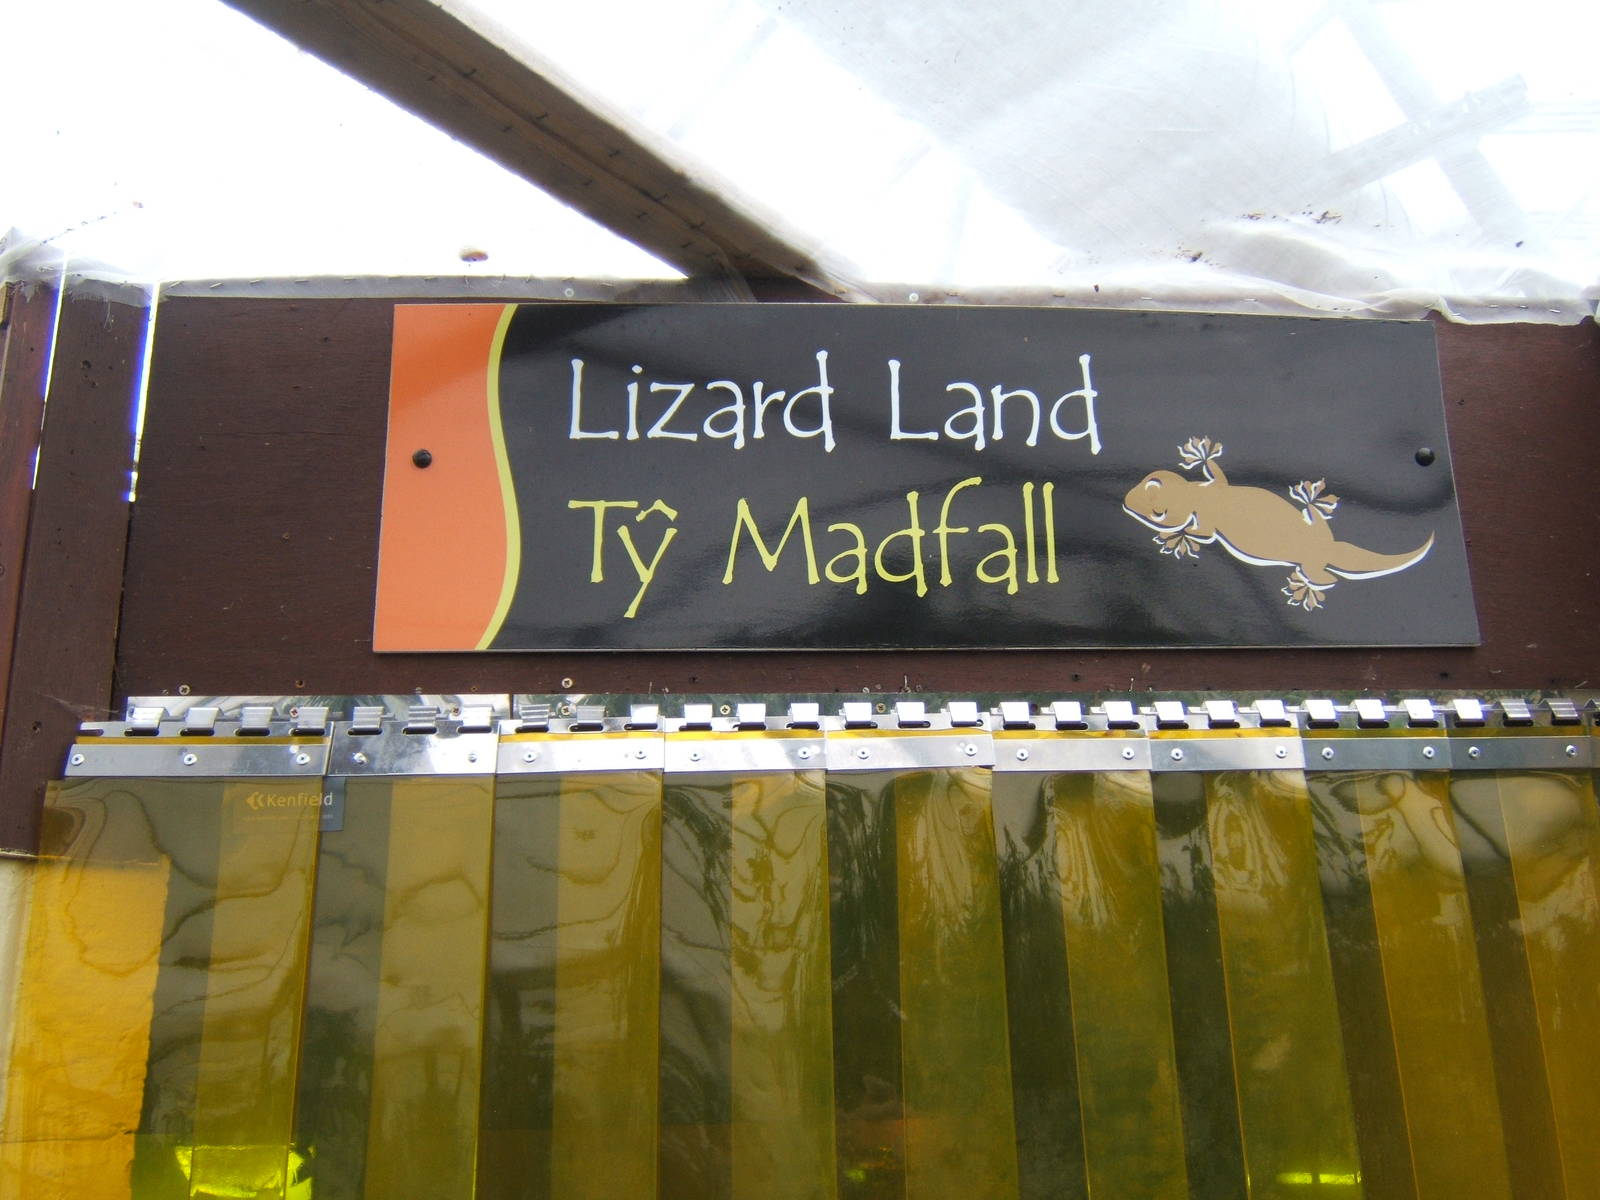 Lizard Land
Tŷ Madfall
Kenfield